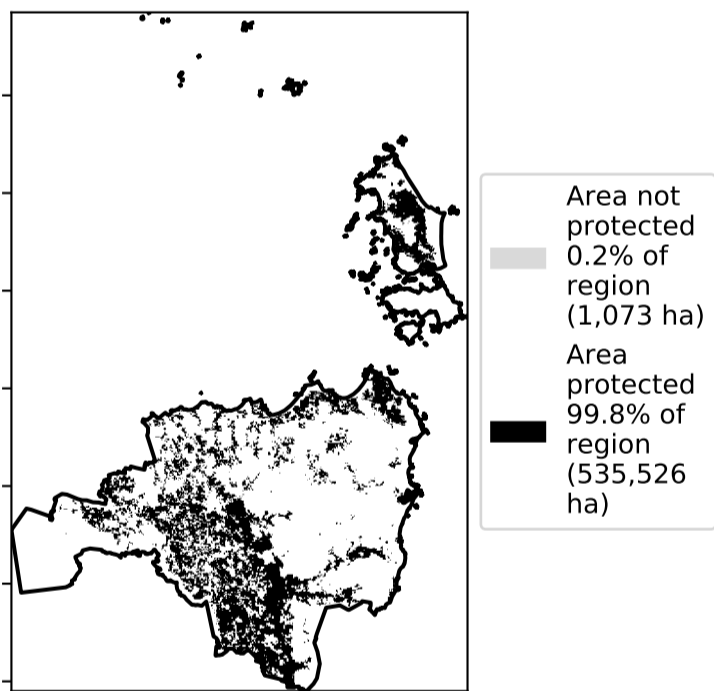 Area not
protected
0.2% of
region
(1,073 ha)
Area
protected
99.8% of
region
(535,526
ha)